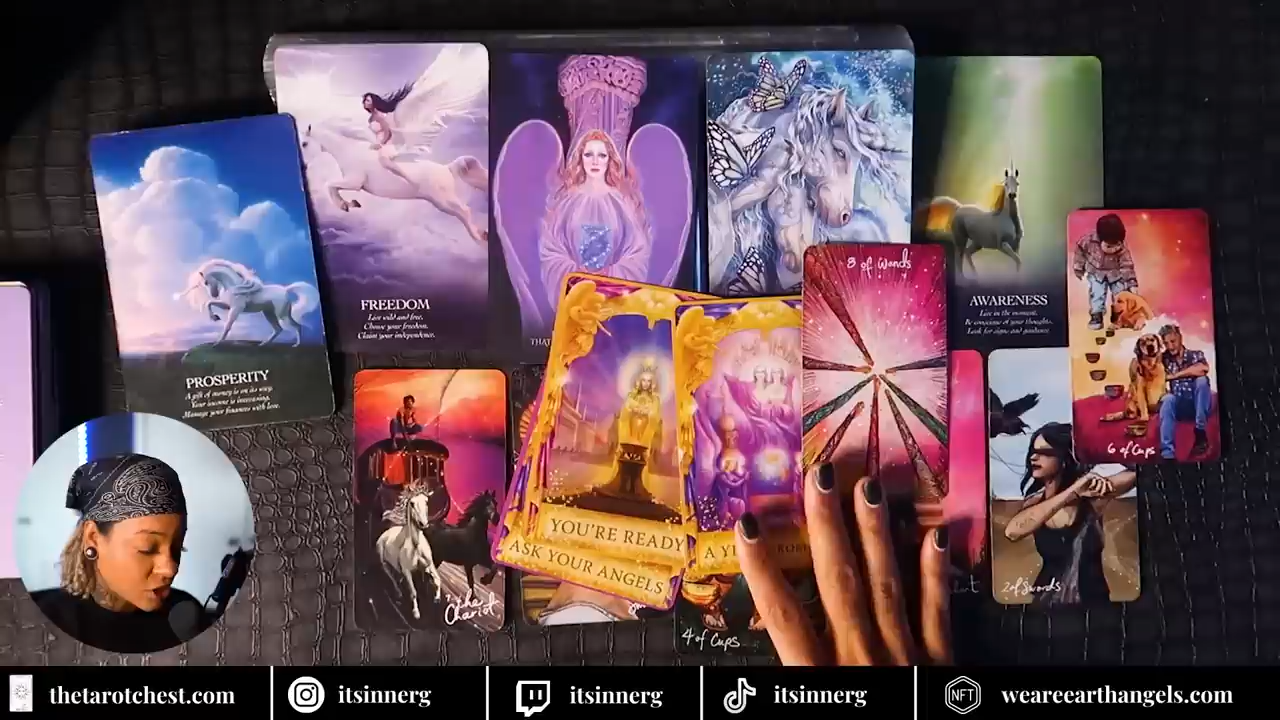 8 of Wands
FREEDOM
Live wild and free.
Choose your freedom.
Claim your independence.
AWARENESS
Live in the moment.
Be conscious of your thoughts.
Look for signs and guidance.
PROSPERITY
A gift of money is on its way.
Your income is increasing.
Manage your finances with love.
6 of Cups
YOU'RE READY
ASK YOUR ANGELS
The Chariot
2 of Swords
4 of Cups
thetarotchest.com
itsinnerg
itsinnerg
itsinnerg
NFT
weareearthangels.com